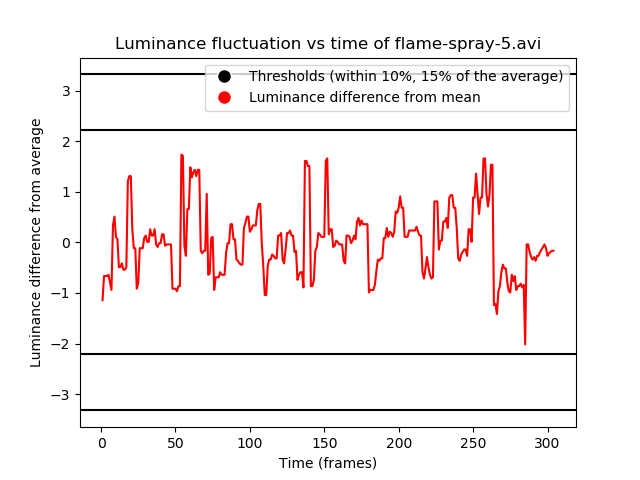 Luminance fluctuation vs time of flame-spray-5.avi
Thresholds (within 10%, 15% of the average)
Luminance difference from mean
Luminance difference from average
3
2
1
0
−1
−2
−3
0 50 100 150 200 250 300
Time (frames)